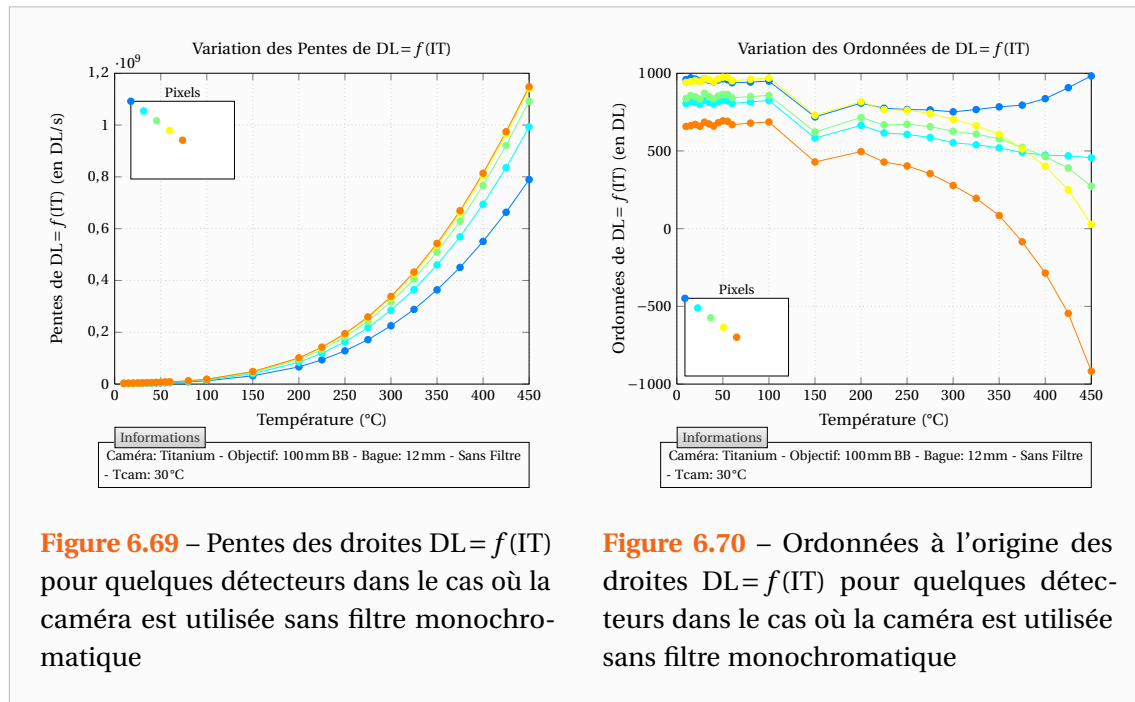 Variation des Pentes de DL = f(IT)
·10⁹
1,2
1
0,8
0,6
0,4
0,2
0
Pentes de DL = f(IT) (en DL/s)
Pixels
0 50 100 150 200 250 300 350 400 450
Température (°C)
Informations
Caméra: Titanium - Objectif: 100 mm BB - Bague: 12 mm - Sans Filtre
- Tcam: 30 °C
Figure 6.69 – Pentes des droites DL = f(IT)
pour quelques détecteurs dans le cas où la
caméra est utilisée sans filtre monochro-
matique
Variation des Ordonnées de DL = f(IT)
1000
500
0
−500
−1000
Ordonnées de DL = f(IT) (en DL)
Pixels
0 50 100 150 200 250 300 350 400 450
Température (°C)
Informations
Caméra: Titanium - Objectif: 100 mm BB - Bague: 12 mm - Sans Filtre
- Tcam: 30 °C
Figure 6.70 – Ordonnées à l'origine des
droites DL = f(IT) pour quelques détec-
teurs dans le cas où la caméra est utilisée
sans filtre monochromatique